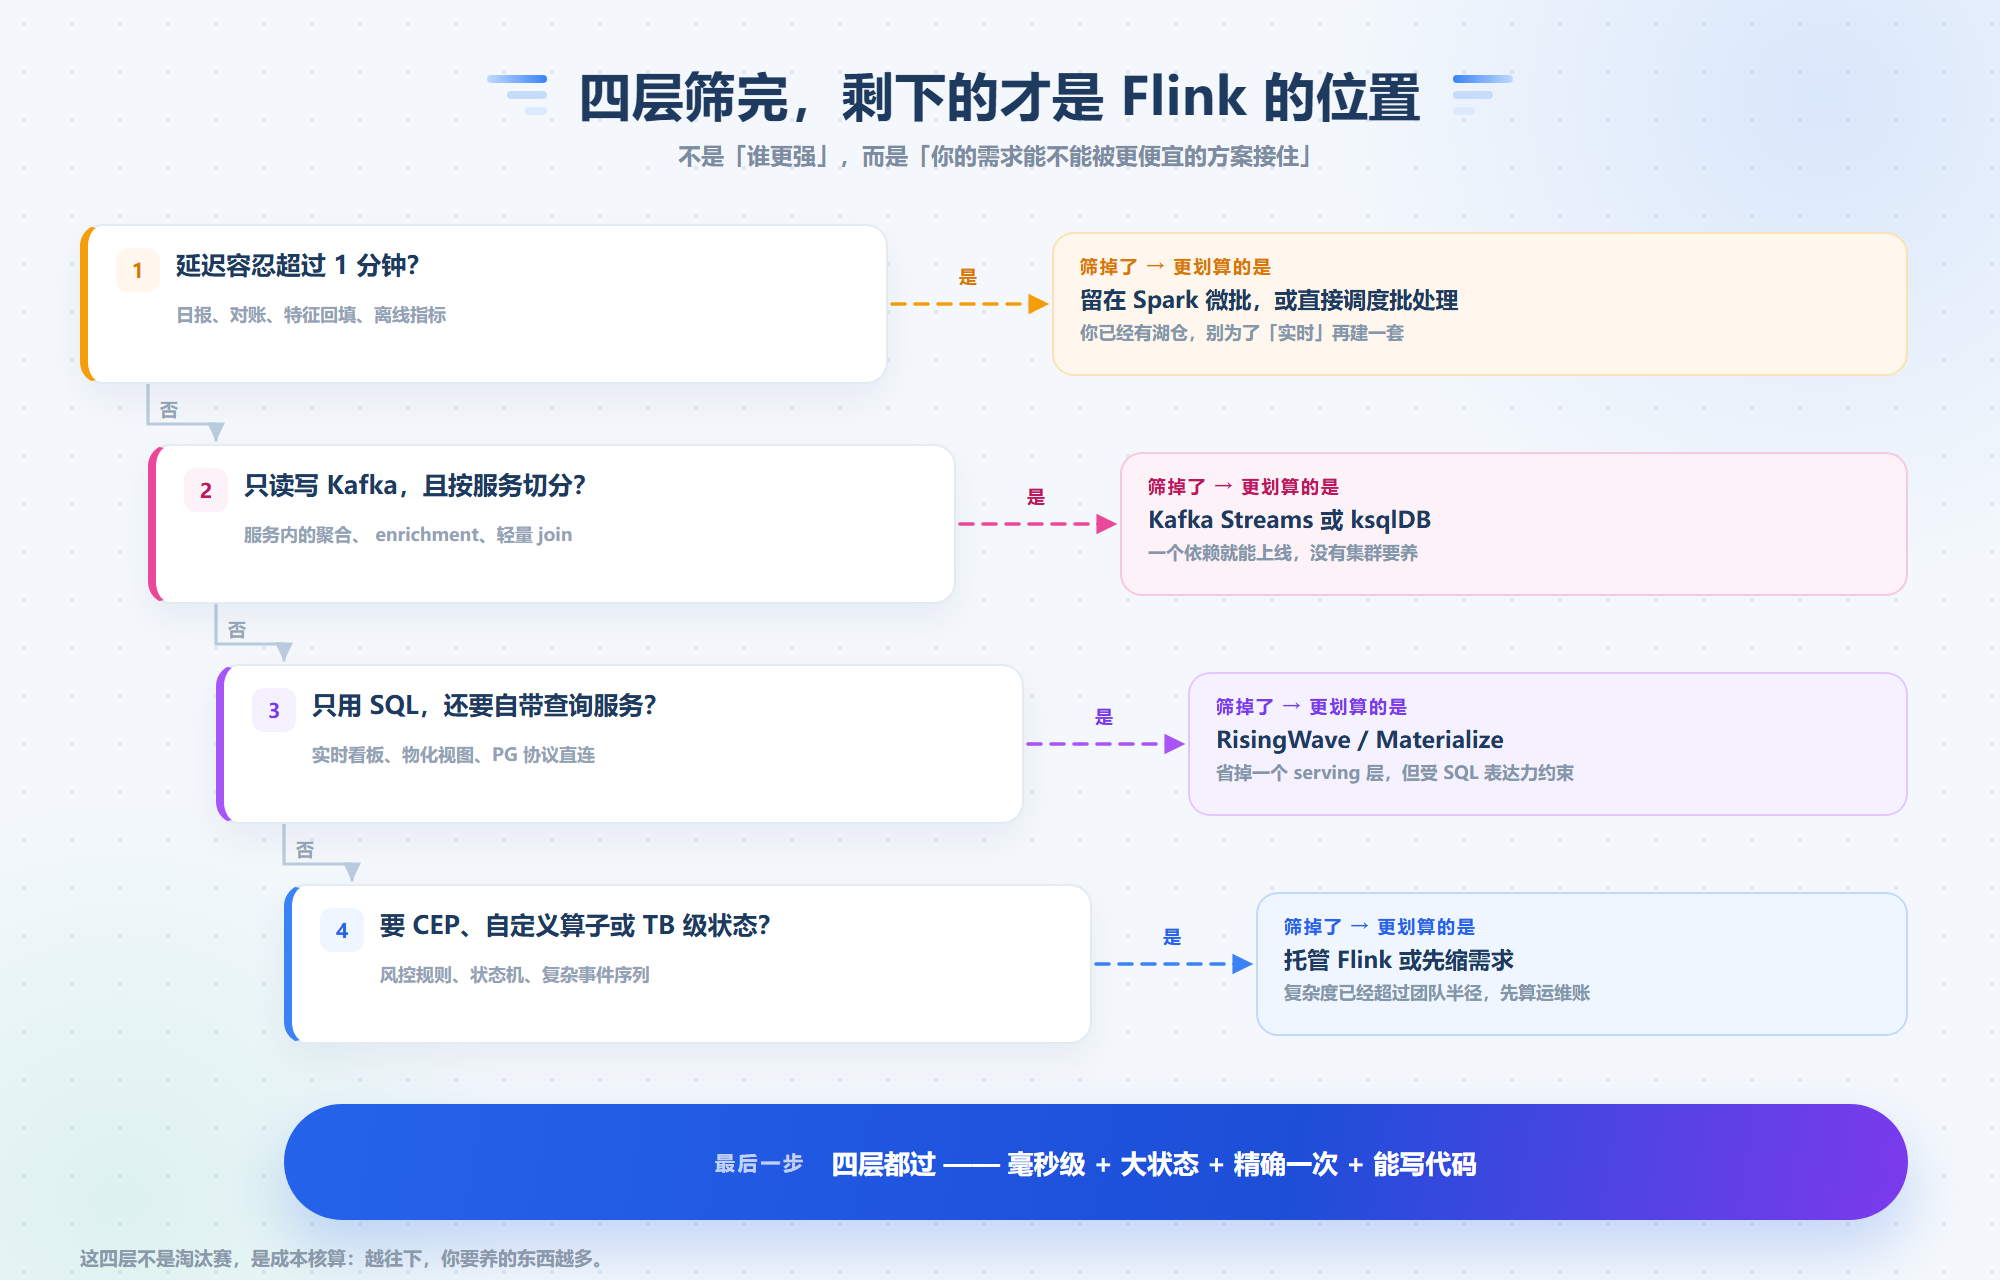 四层筛完，剩下的才是 Flink 的位置
不是「谁更强」，而是「你的需求能不能被更便宜的方案接住」
1
延迟容忍超过 1 分钟？
日报、对账、特征回填、离线指标
是
筛掉了 → 更划算的是
留在 Spark 微批，或直接调度批处理
你已经有湖仓，别为了「实时」再建一套
否
2
只读写 Kafka，且按服务切分？
服务内的聚合、 enrichment、轻量 join
是
筛掉了 → 更划算的是
Kafka Streams 或 ksqlDB
一个依赖就能上线，没有集群要养
否
3
只用 SQL，还要自带查询服务？
实时看板、物化视图、PG 协议直连
是
筛掉了 → 更划算的是
RisingWave / Materialize
省掉一个 serving 层，但受 SQL 表达力约束
否
4
要 CEP、自定义算子或 TB 级状态？
风控规则、状态机、复杂事件序列
是
筛掉了 → 更划算的是
托管 Flink 或先缩需求
复杂度已经超过团队半径，先算运维账
最后一步 四层都过 —— 毫秒级 + 大状态 + 精确一次 + 能写代码
这四层不是淘汰赛，是成本核算：越往下，你要养的东西越多。